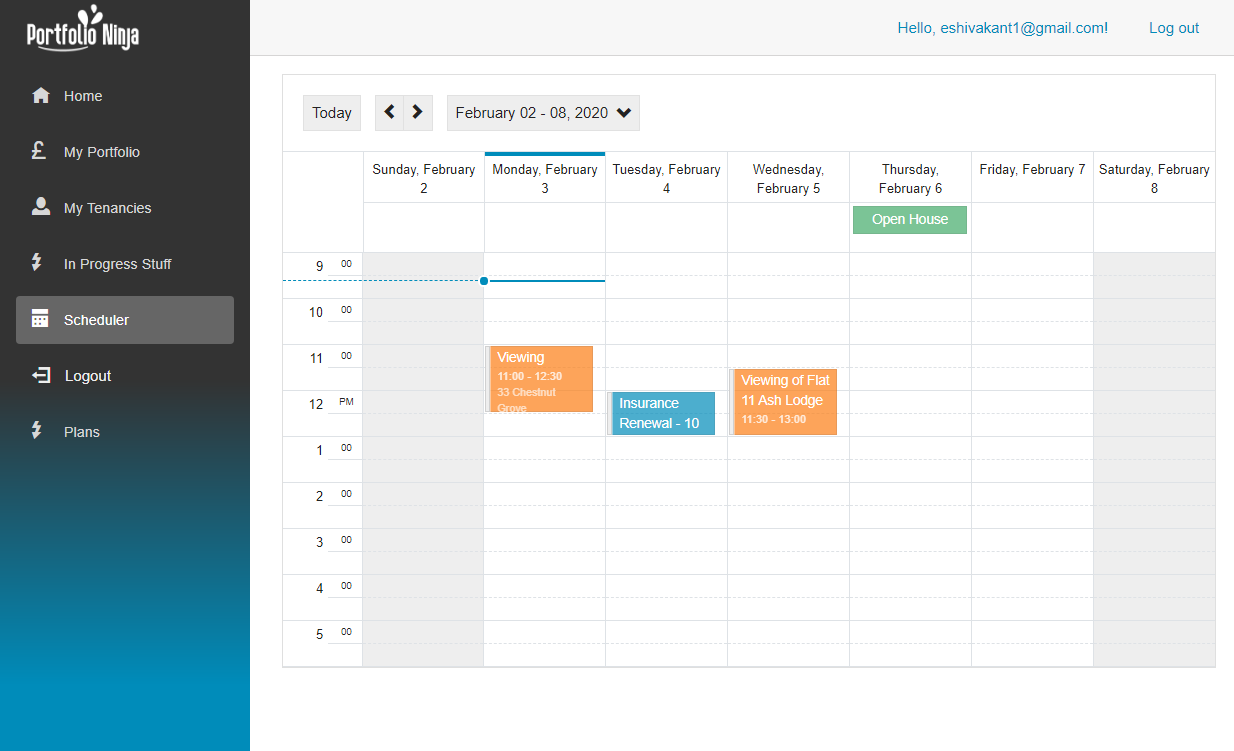 Portfolio Ninja
Hello, eshivakant1@gmail.com!
Log out
Home
My Portfolio
My Tenancies
In Progress Stuff
Scheduler
Logout
Plans
Today
February 02 - 08, 2020
Sunday, February
2
Monday, February
3
Tuesday, February
4
Wednesday,
February 5
Thursday,
February 6
Friday, February 7
Saturday, February
8
Open House
9 00
10 00
11 00
12 PM
1 00
2 00
3 00
4 00
5 00
Viewing
11:00 - 12:30
33 Chestnut
Grove
Insurance
Renewal - 10
Viewing of Flat
11 Ash Lodge
11:30 - 13:00